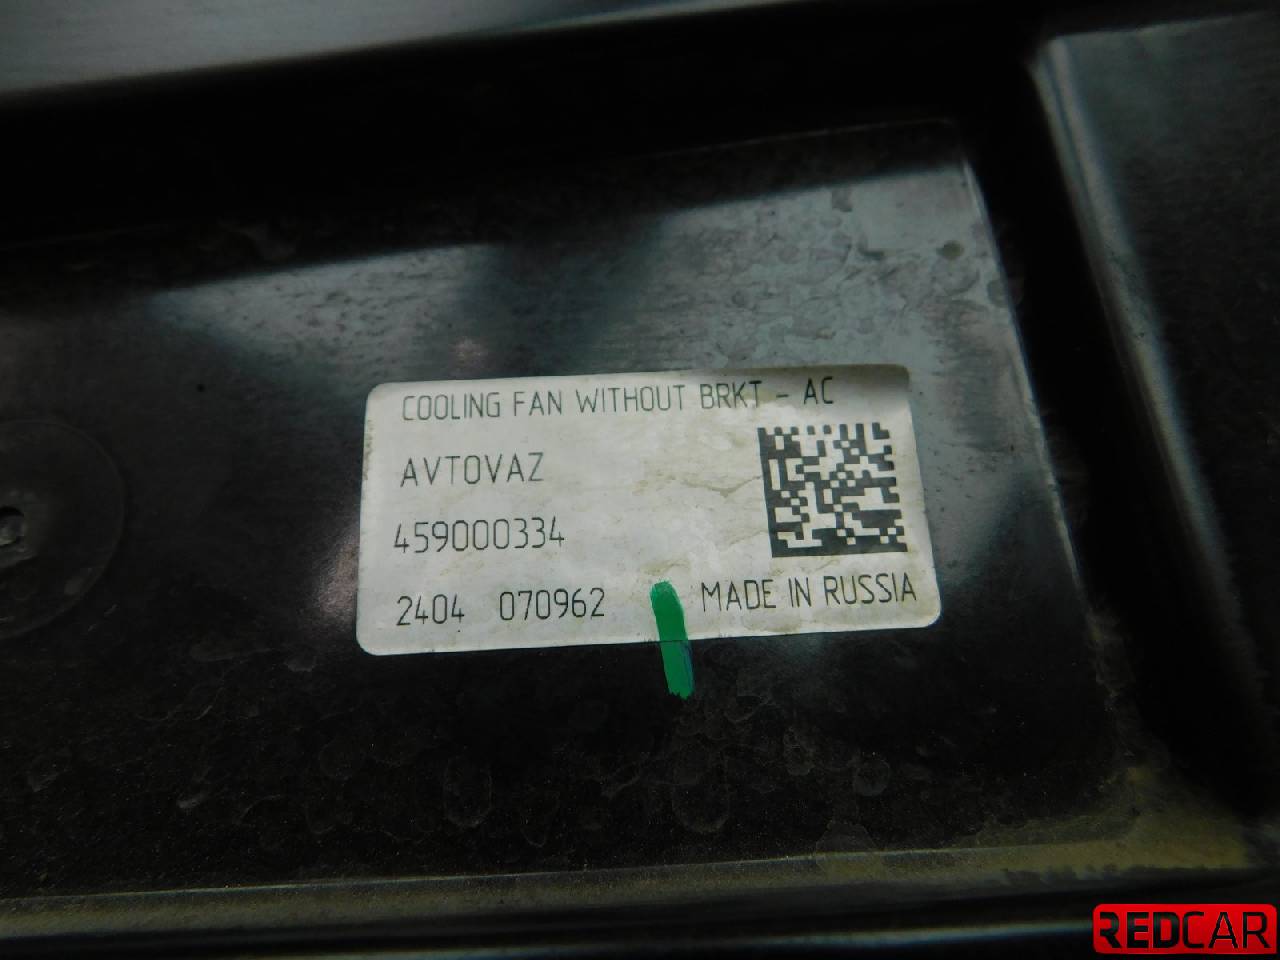 COOLING FAN WITHOUT BRKT - AC
AVTOVAZ
459000334
2404 070962 MADE IN RUSSIA
REDCAR